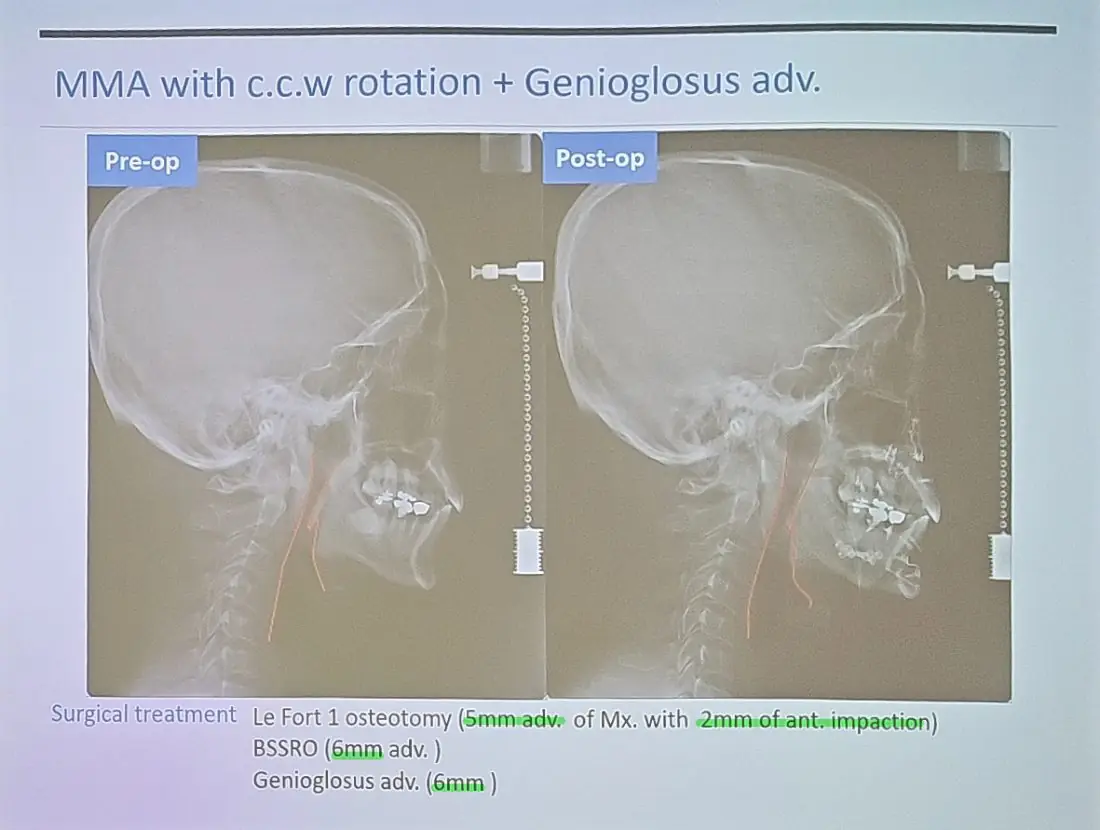 MMA with c.c.w rotation + Genioglosus adv.
Pre-op
Post-op
Surgical treatment Le Fort 1 osteotomy (5mm adv. of Mx. with 2mm of ant. impaction)
BSSRO (6mm adv. )
Genioglosus adv. (6mm )